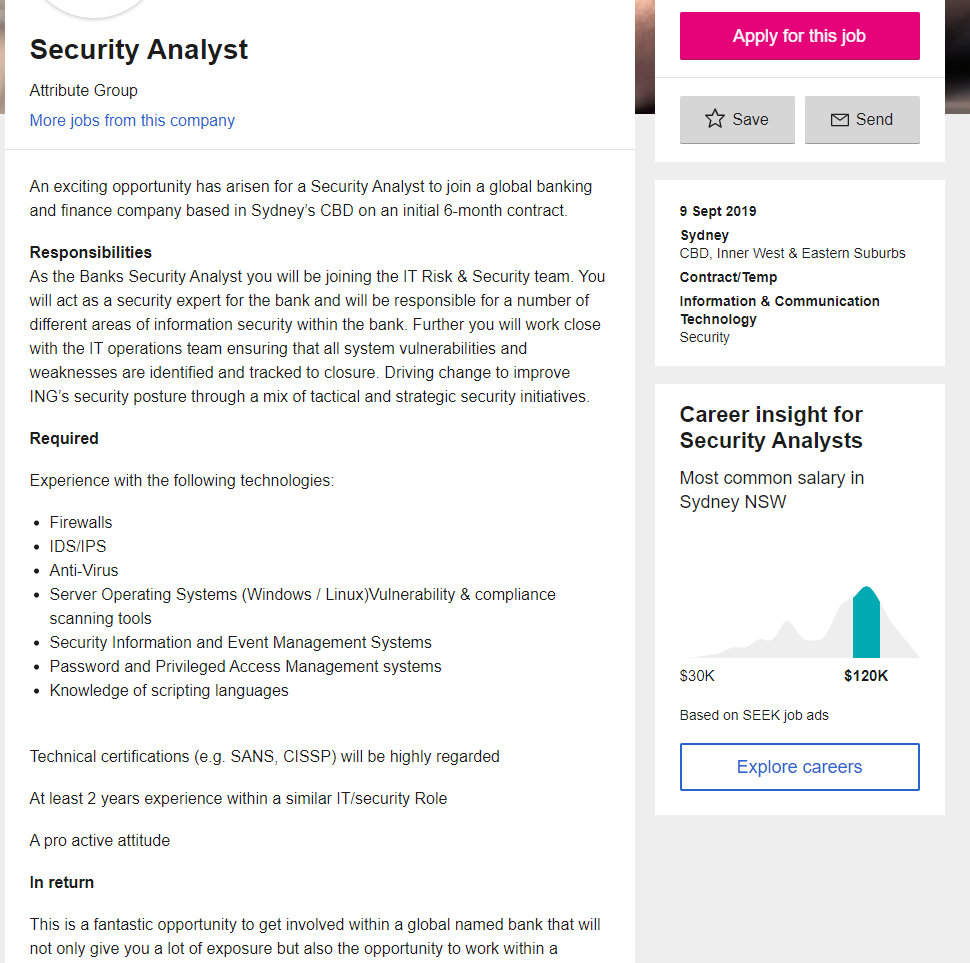 Security Analyst
Attribute Group
More jobs from this company
An exciting opportunity has arisen for a Security Analyst to join a global banking
and finance company based in Sydney’s CBD on an initial 6-month contract.
Responsibilities
As the Banks Security Analyst you will be joining the IT Risk & Security team. You
will act as a security expert for the bank and will be responsible for a number of
different areas of information security within the bank. Further you will work close
with the IT operations team ensuring that all system vulnerabilities and
weaknesses are identified and tracked to closure. Driving change to improve
ING’s security posture through a mix of tactical and strategic security initiatives.
Required
Experience with the following technologies:
• Firewalls
• IDS/IPS
• Anti-Virus
• Server Operating Systems (Windows / Linux)Vulnerability & compliance
scanning tools
• Security Information and Event Management Systems
• Password and Privileged Access Management systems
• Knowledge of scripting languages
Technical certifications (e.g. SANS, CISSP) will be highly regarded
At least 2 years experience within a similar IT/security Role
A pro active attitude
In return
This is a fantastic opportunity to get involved within a global named bank that will
not only give you a lot of exposure but also the opportunity to work within a
Apply for this job
Save
Send
9 Sept 2019
Sydney
CBD, Inner West & Eastern Suburbs
Contract/Temp
Information & Communication
Technology
Security
Career insight for
Security Analysts
Most common salary in
Sydney NSW
$30K
$120K
Based on SEEK job ads
Explore careers